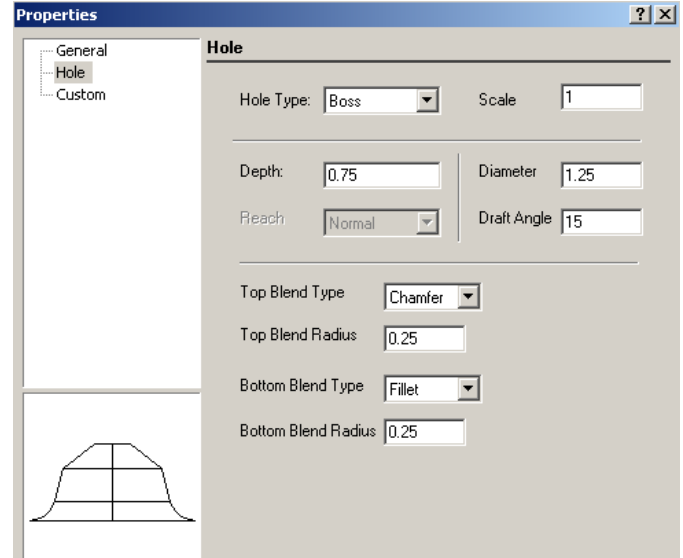 Properties
General
Hole
Custom
Hole
Hole Type: Boss Scale 1
Depth: 0.75 Diameter 1.25
Reach Normal Draft Angle 15
Top Blend Type Chamfer
Top Blend Radius 0.25
Bottom Blend Type Fillet
Bottom Blend Radius 0.25